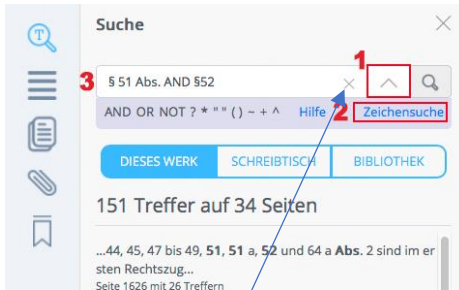 Suche
1
3 § 51 Abs. AND §52
AND OR NOT ? * " " ( ) ~ + ^ Hilfe 2 Zeichensuche
DIESES WERK SCHREIBTISCH BIBLIOTHEK
151 Treffer auf 34 Seiten
...44, 45, 47 bis 49, 51, 51 a, 52 und 64 a Abs. 2 sind im er
sten Rechtszug...
Seite 1626 mit 26 Treffern